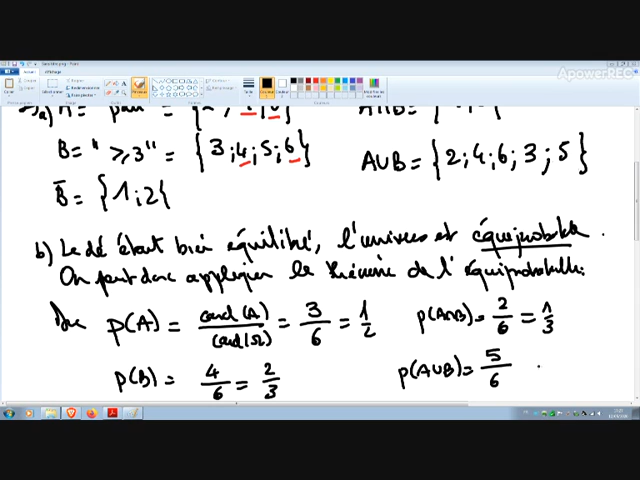 ApowerREC
B = " ≥ 3 " = { 3 ; 4 ; 5 ; 6 }
A∪B = { 2 ; 4 ; 6 ; 3 ; 5 }
B̅ = { 1 ; 2 {
b) Le dé étant bien équilibré, l'univers est équiprobable.
On peut donc appliquer le théorème de l'équiprobabilité.
Donc p(A) = card(A)/card(Ω) = 3/6 = 1/2 p(A∩B) = 2/6 = 1/3
p(B) = 4/6 = 2/3 p(A∪B) = 5/6